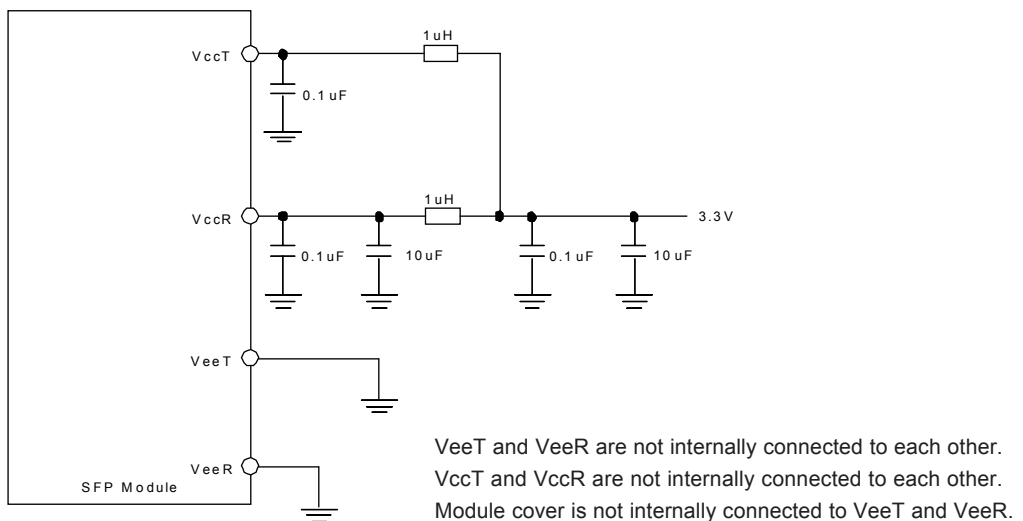 1uH
VccT
0.1uF
1uH
VccR
3.3V
0.1uF
10uF
0.1uF
10uF
VeeT
VeeR
SFP Module
VeeT and VeeR are not internally connected to each other.
VccT and VccR are not internally connected to each other.
Module cover is not internally connected to VeeT and VeeR.